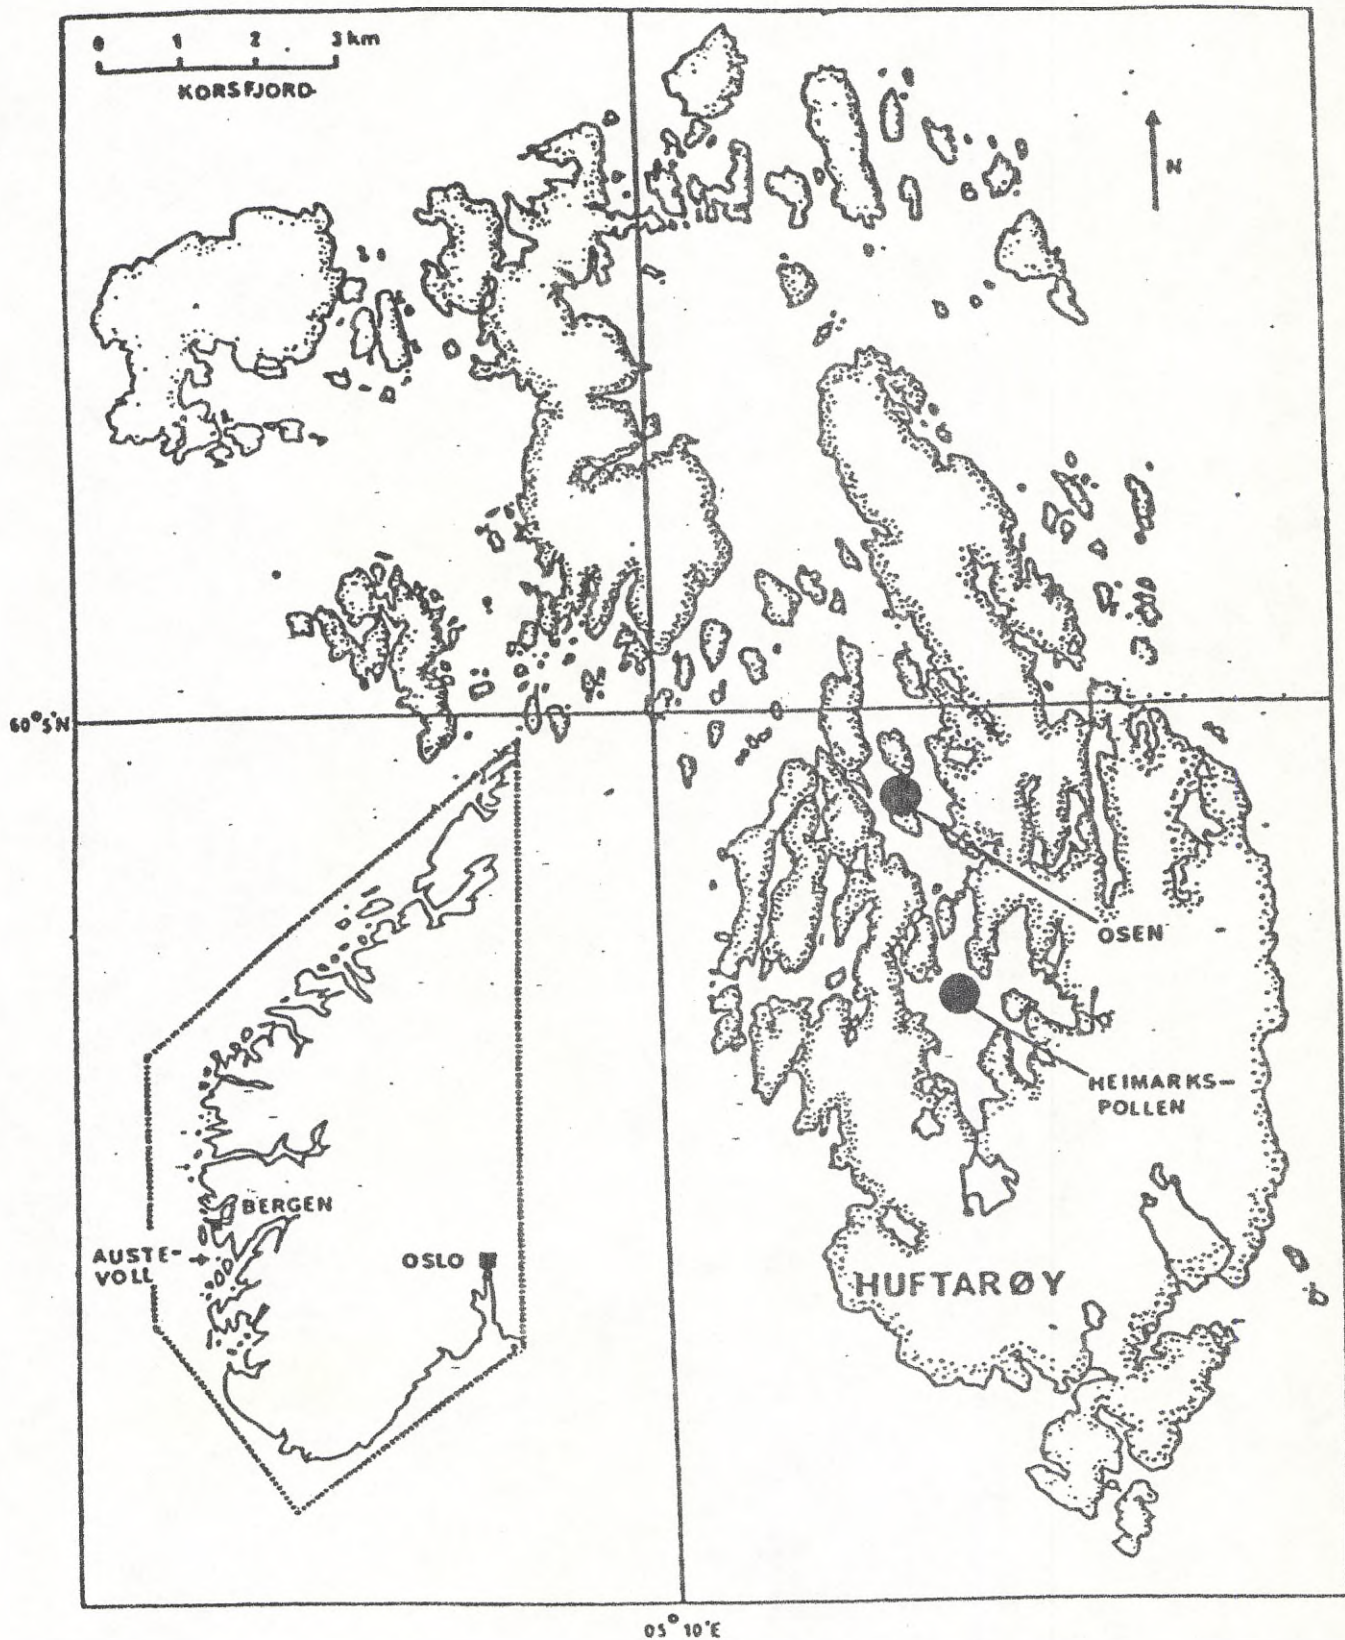 0 1 2 3 km
KORSFJORD
N
60°5'N
OSEN
HEIMARKS-
POLLEN
BERGEN
AUSTE-
VOLL
OSLO
HUFTARØY
05°10'E